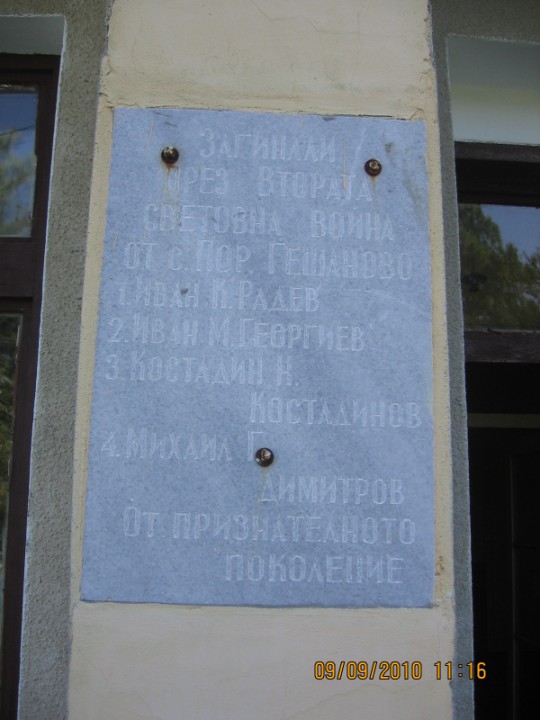 Загинали
през Втората
световна война
от с. Пор. Гешаново
1. Иван К. Радев
2. Иван М. Георгиев
3. Костадин К.
Костадинов
4. Михаил Г.
Димитров
От признателното
поколение
09/09/2010 11:16